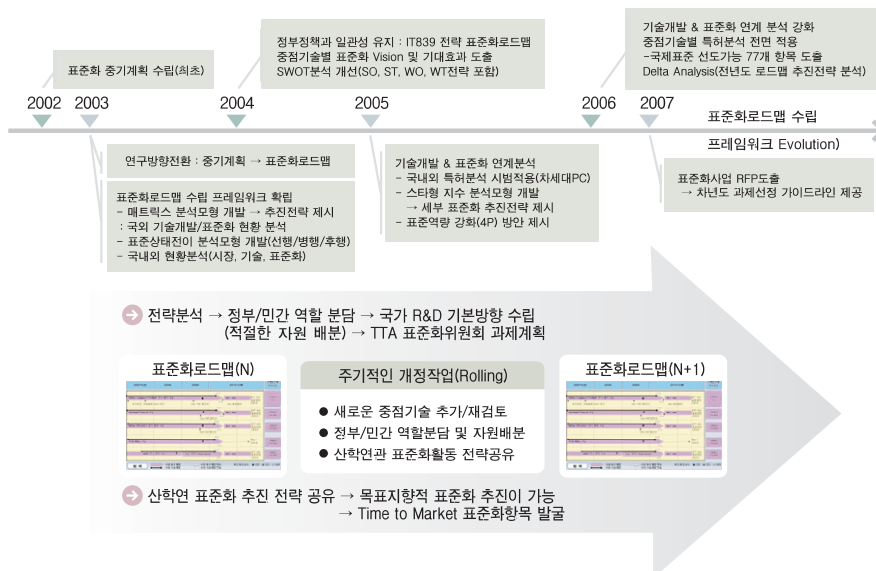 표준화 중기계획 수립(최초)
정부정책과 일관성 유지 : IT839 전략 표준화로드맵
중점기술별 표준화 Vision 및 기대효과 도출
SWOT분석 개선(SO, ST, WO, WT전략 포함)
기술개발 & 표준화 연계 분석 강화
중점기술별 특허분석 전면 적용
-국제표준 선도가능 77개 항목 도출
Delta Analysis(전년도 로드맵 추진전략 분석)
2002
2003
2004
2005
2006
2007
표준화로드맵 수립
프레임워크 Evolution)
연구방향전환 : 중기계획 → 표준화로드맵
표준화로드맵 수립 프레임워크 확립
- 매트릭스 분석모형 개발 → 추진전략 제시
: 국외 기술개발/표준화 현황 분석
- 표준상태전이 분석모형 개발(선행/병행/후행)
- 국내외 현황분석(시장, 기술, 표준화)
기술개발 & 표준화 연계분석
- 국내외 특허분석 시범적용(차세대PC)
- 스타형 지수 분석모형 개발
→ 세부 표준화 추진전략 제시
- 표준역량 강화(4P) 방안 제시
표준화사업 RFP도출
→ 차년도 과제선정 가이드라인 제공
전략분석 → 정부/민간 역할 분담 → 국가 R&D 기본방향 수립
(적절한 자원 배분) → TTA 표준화위원회 과제계획
표준화로드맵(N)
주기적인 개정작업(Rolling)
● 새로운 중점기술 추가/재검토
● 정부/민간 역할분담 및 자원배분
● 산학연관 표준화활동 전략공유
표준화로드맵(N+1)
산학연 표준화 추진 전략 공유 → 목표지향적 표준화 추진이 가능
→ Time to Market 표준화항목 발굴